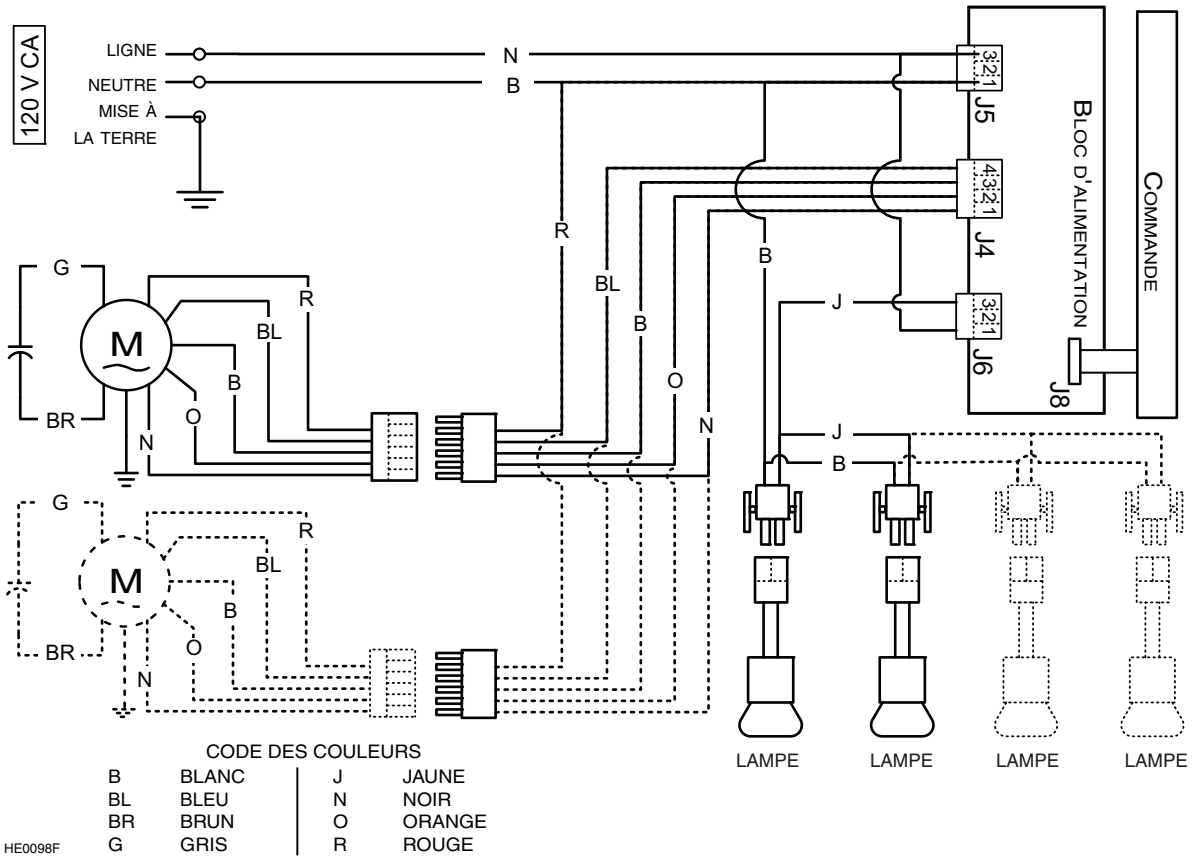 120 V CA
LIGNE
NEUTRE
MISE À
LA TERRE
N
B
3 2 1
J5
BLOC D'ALIMENTATION
COMMANDE
4 3 2 1
J4
R
BL
B
O
N
B
J
3 2 1
J6
J8
G
M
BR
R
BL
B
O
N
J
B
G
M
BR
R
BL
B
O
N
LAMPE
LAMPE
LAMPE
LAMPE
CODE DES COULEURS
B BLANC J JAUNE
BL BLEU N NOIR
BR BRUN O ORANGE
G GRIS R ROUGE
HE0098F